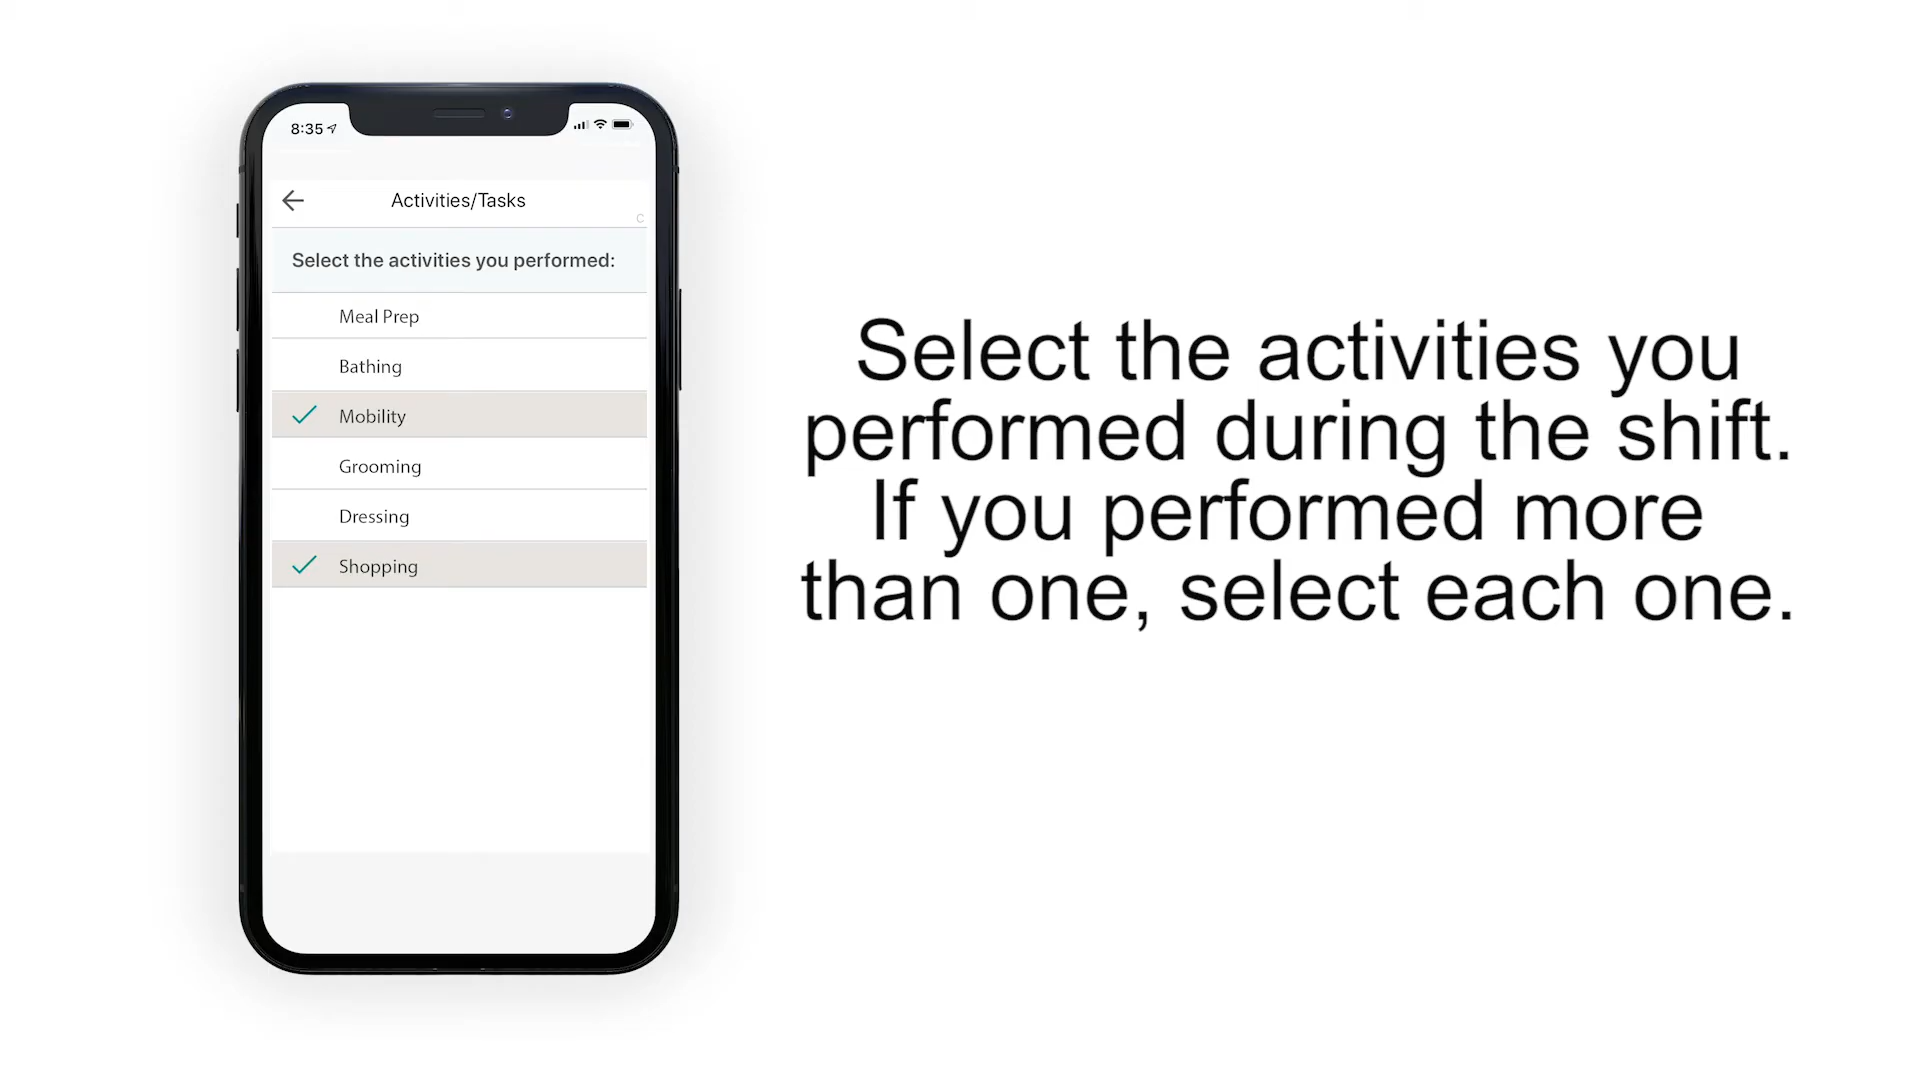 8:35
Activities/Tasks
C
Select the activities you performed:
Meal Prep
Bathing
Mobility
Grooming
Dressing
Shopping
Select the activities you
performed during the shift.
If you performed more
than one, select each one.